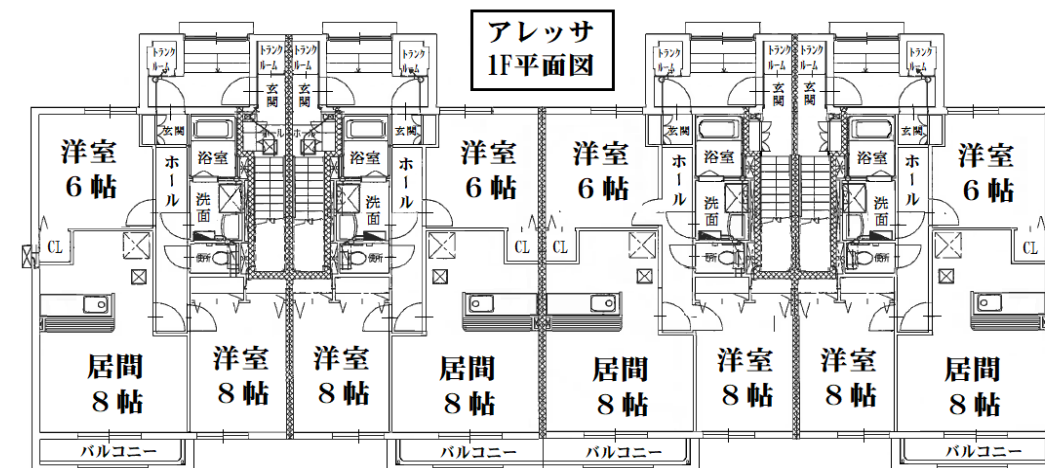 アレッサ
1F平面図
トランク
ルーム
トランク
ルーム
トランク
ルーム
トランク
ルーム
トランク
ルーム
トランク
ルーム
トランク
ルーム
トランク
ルーム
玄関
玄関
玄関
玄関
玄関
玄関
玄関
玄関
洋室
6帖
ホール
浴室
ホール
ホール
浴室
ホール
洋室
6帖
洋室
6帖
ホール
浴室
浴室
ホール
洋室
6帖
洗面
洗面
洗面
洗面
CL
便所
便所
CL
CL
便所
便所
CL
居間
8帖
洋室
8帖
洋室
8帖
居間
8帖
居間
8帖
洋室
8帖
洋室
8帖
居間
8帖
バルコニー
バルコニー
バルコニー
バルコニー